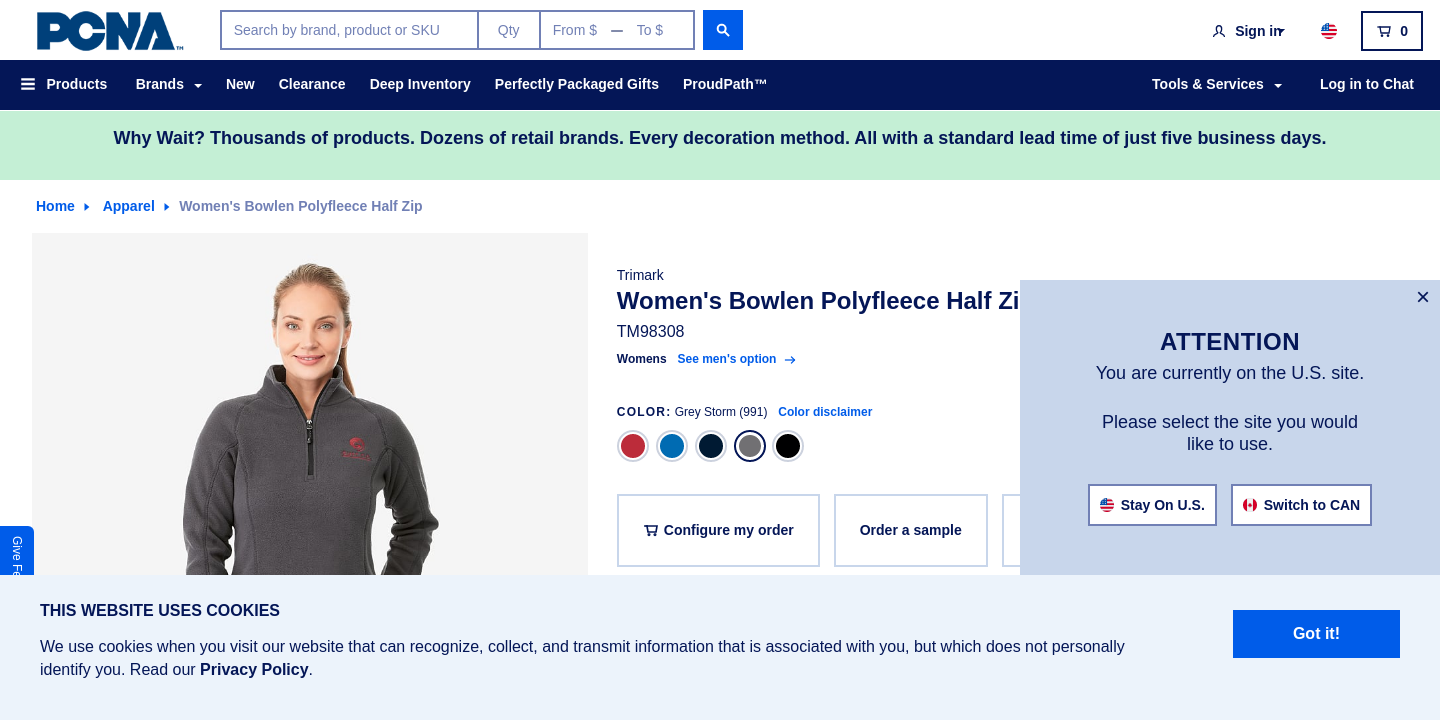 PCNA™
Search by brand, product or SKU
Qty
From $ — To $
Sign in
0
Products
Brands
New
Clearance
Deep Inventory
Perfectly Packaged Gifts
ProudPath™
Tools & Services
Log in to Chat
Why Wait? Thousands of products. Dozens of retail brands. Every decoration method. All with a standard lead time of just five business days.
Home
Apparel
Women's Bowlen Polyfleece Half Zip
Trimark
Women's Bowlen Polyfleece Half Zi
TM98308
Womens See men's option
COLOR: Grey Storm (991) Color disclaimer
Configure my order
Order a sample
ATTENTION
You are currently on the U.S. site.
Please select the site you would
like to use.
Stay On U.S.
Switch to CAN
Give Fe
THIS WEBSITE USES COOKIES
We use cookies when you visit our website that can recognize, collect, and transmit information that is associated with you, but which does not personally
identify you. Read our Privacy Policy.
Got it!